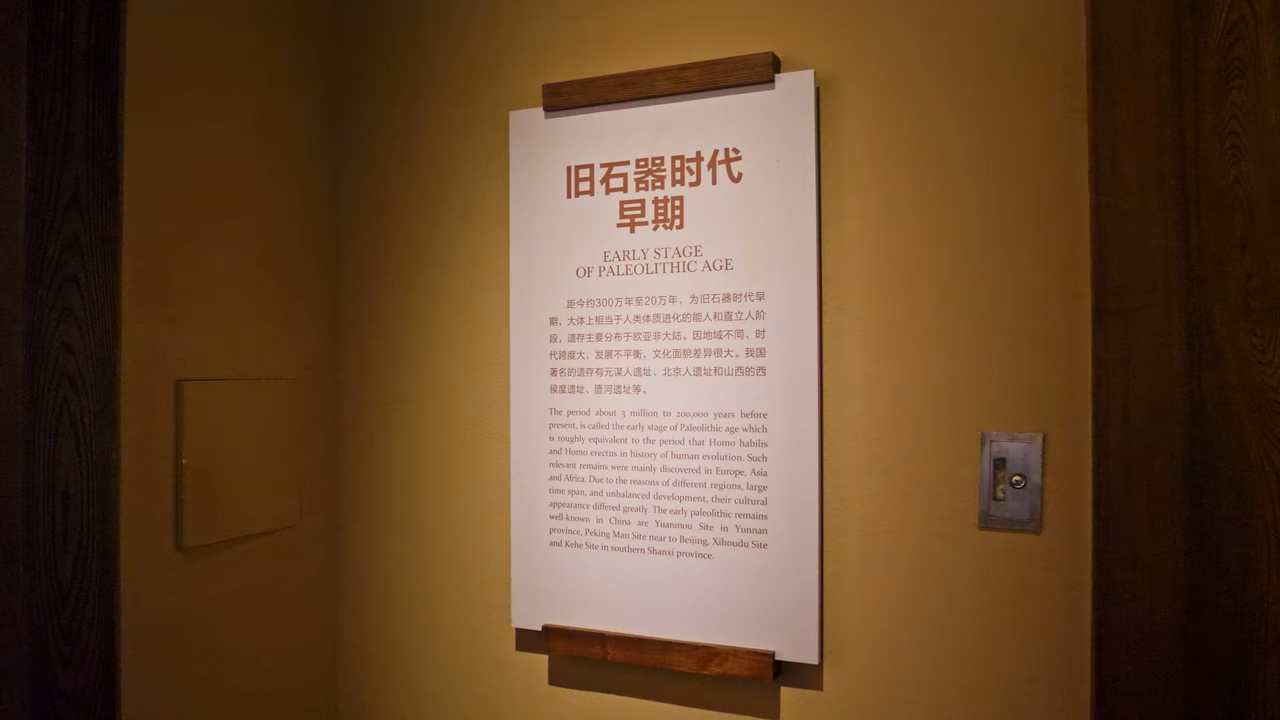 旧石器时代
早期
EARLY STAGE
OF PALEOLITHIC AGE
距今约300万年至20万年，为旧石器时代早
期，大体上相当于人类体质进化的能人和直立人阶
段，遗存主要分布于欧亚非大陆。因地域不同、时
代跨度大，发展不平衡，文化面貌差异很大。我国
著名的遗存有元谋人遗址、北京人遗址和山西的西
侯度遗址、匼河遗址等。
The period about 3 million to 200,000 years before
present, is called the early stage of Paleolithic age which
is roughly equivalent to the period that Homo habilis
and Homo erectus in history of human evolution. Such
relevant remains were mainly discovered in Europe, Asia
and Africa. Due to the reasons of different regions, large
time span, and unbalanced development, their cultural
appearance differed greatly. The early paleolithic remains
well-known in China are Yuanmou Site in Yunnan
province, Peking Man Site near to Beijing, Xihoudu Site
and Kehe Site in southern Shanxi province.